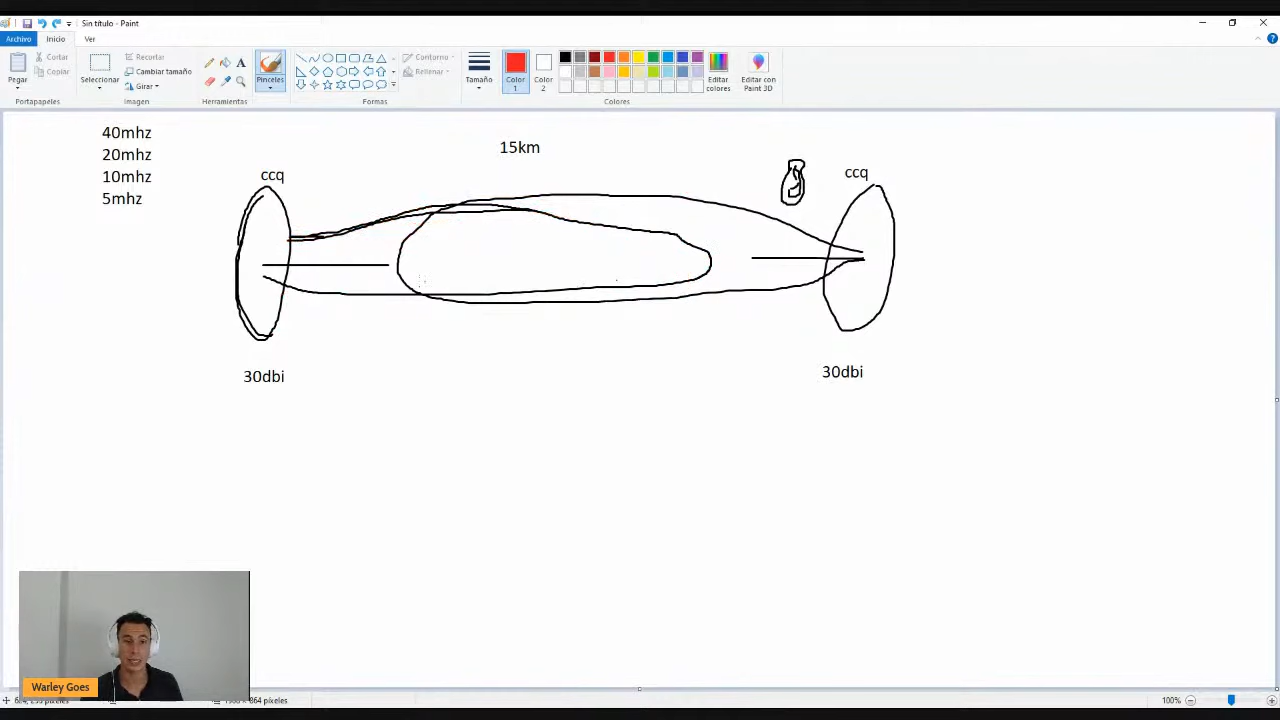 Sin título - Paint
Archivo
Inicio
Ver
Pegar
Cortar
Copiar
Portapapeles
Seleccionar
Recortar
Cambiar tamaño
Girar
Imagen
Herramientas
Pinceles
Contorno
Rellenar
Formas
Tamaño
Color 1
Color 2
Editar colores
Editar con Paint 3D
Colores
40mhz
20mhz
10mhz
5mhz
15km
ccq
ccq
30dbi
30dbi
Warley Goes
100%